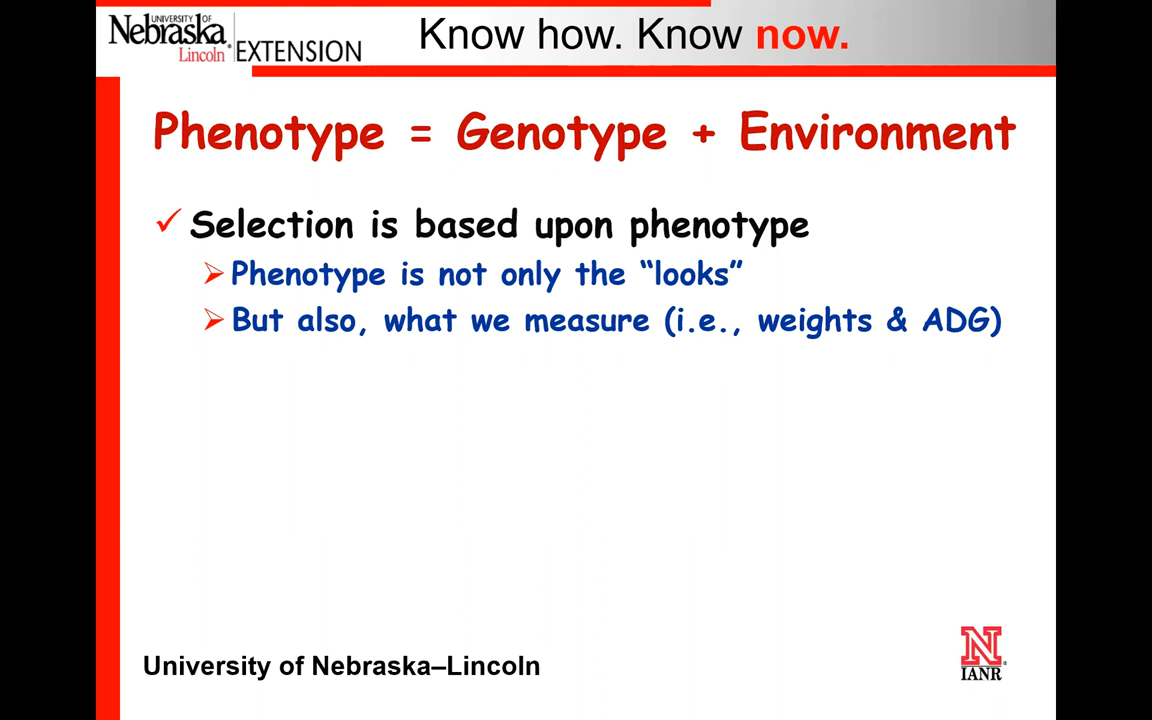 UNIVERSITY OF
Nebraska
Lincoln
EXTENSION
Know how. Know now.
Phenotype = Genotype + Environment
Selection is based upon phenotype
Phenotype is not only the “looks”
But also, what we measure (i.e., weights & ADG)
University of Nebraska–Lincoln
N
IANR